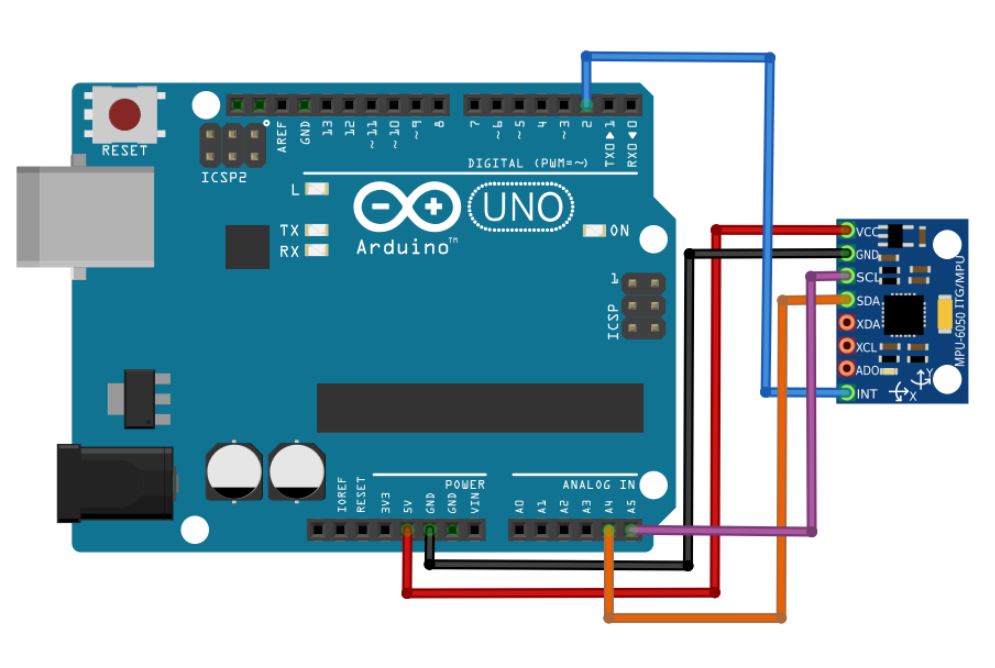 RESET
ICSP2
AREF
GND
13
12
~11
~10
~9
8
7
~6
~5
4
~3
2
TX0▶1
RX0◀0
DIGITAL (PWM=~)
L
TX
RX
Arduino™
UNO
ON
1
ICSP
IOREF
RESET
3V3
5V
GND
GND
VIN
POWER
A0
A1
A2
A3
A4
A5
ANALOG IN
VCC
GND
SCL
SDA
XDA
XCL
ADO
INT
MPU-6050 ITG/MPU
X
Y